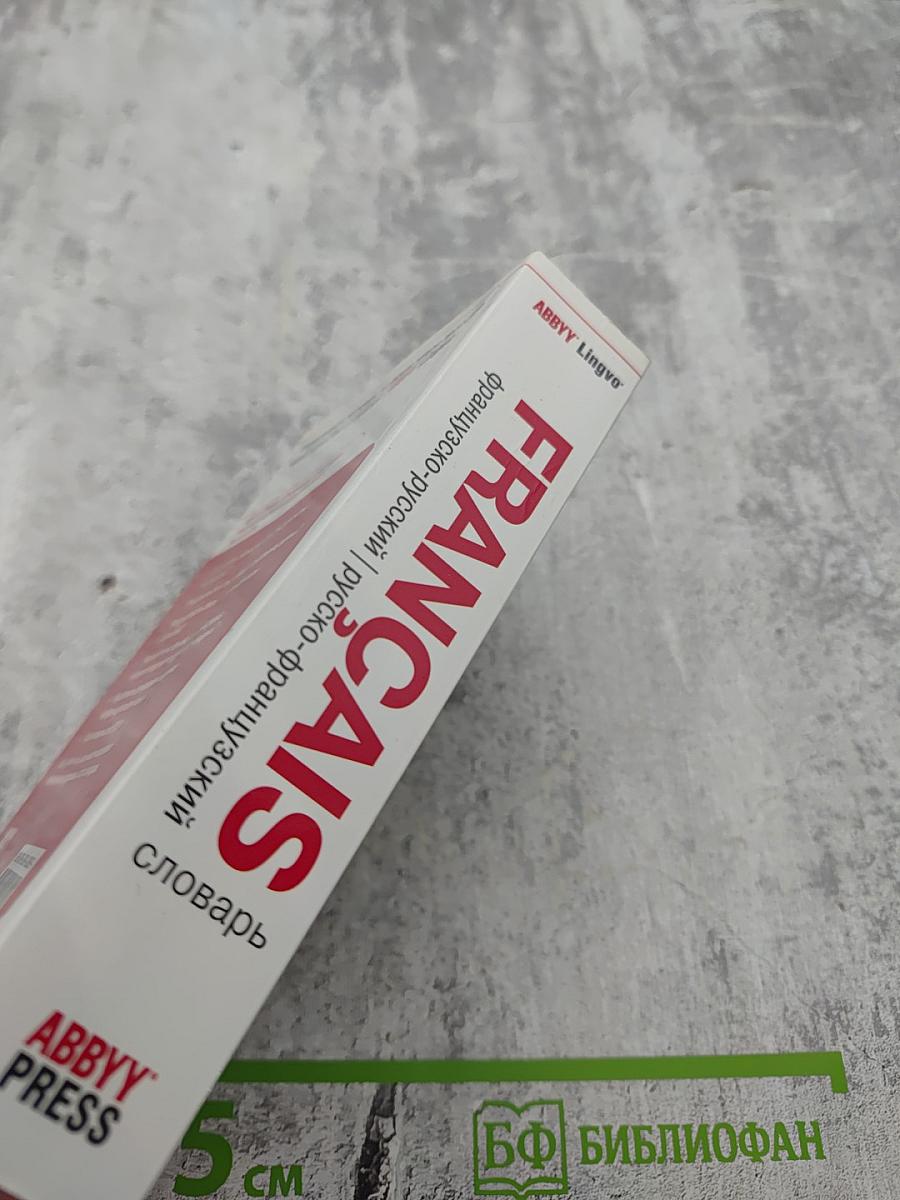 ABBYY Lingvo
FRANÇAIS
французско-русский | русско-французский
словарь
ABBYY
PRESS
5 см
БФ БИБЛИОФАН